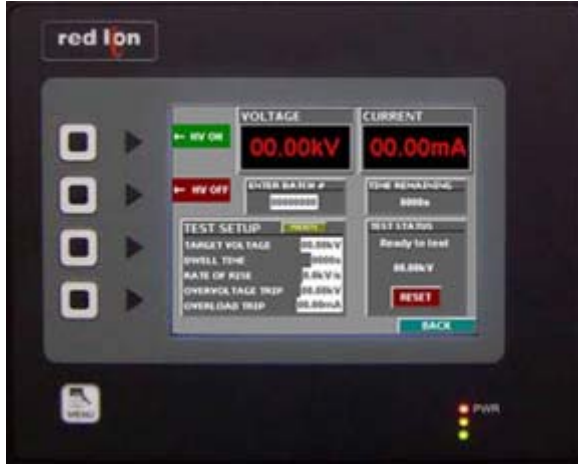 red lion
VOLTAGE
CURRENT
← HV ON
00.00kV
00.00mA
← HV OFF
ENTER BATCH #
TIME REMAINING
00000000
0000s
TEST SETUP
TEST STATUS
TARGET VOLTAGE 00.00kV
Ready to test
DWELL TIME 0000s
RATE OF RISE 0.0kV/s
00.00kV
OVERVOLTAGE TRIP 00.00kV
OVERLOAD TRIP 00.00mA
RESET
BACK
MENU
PWR